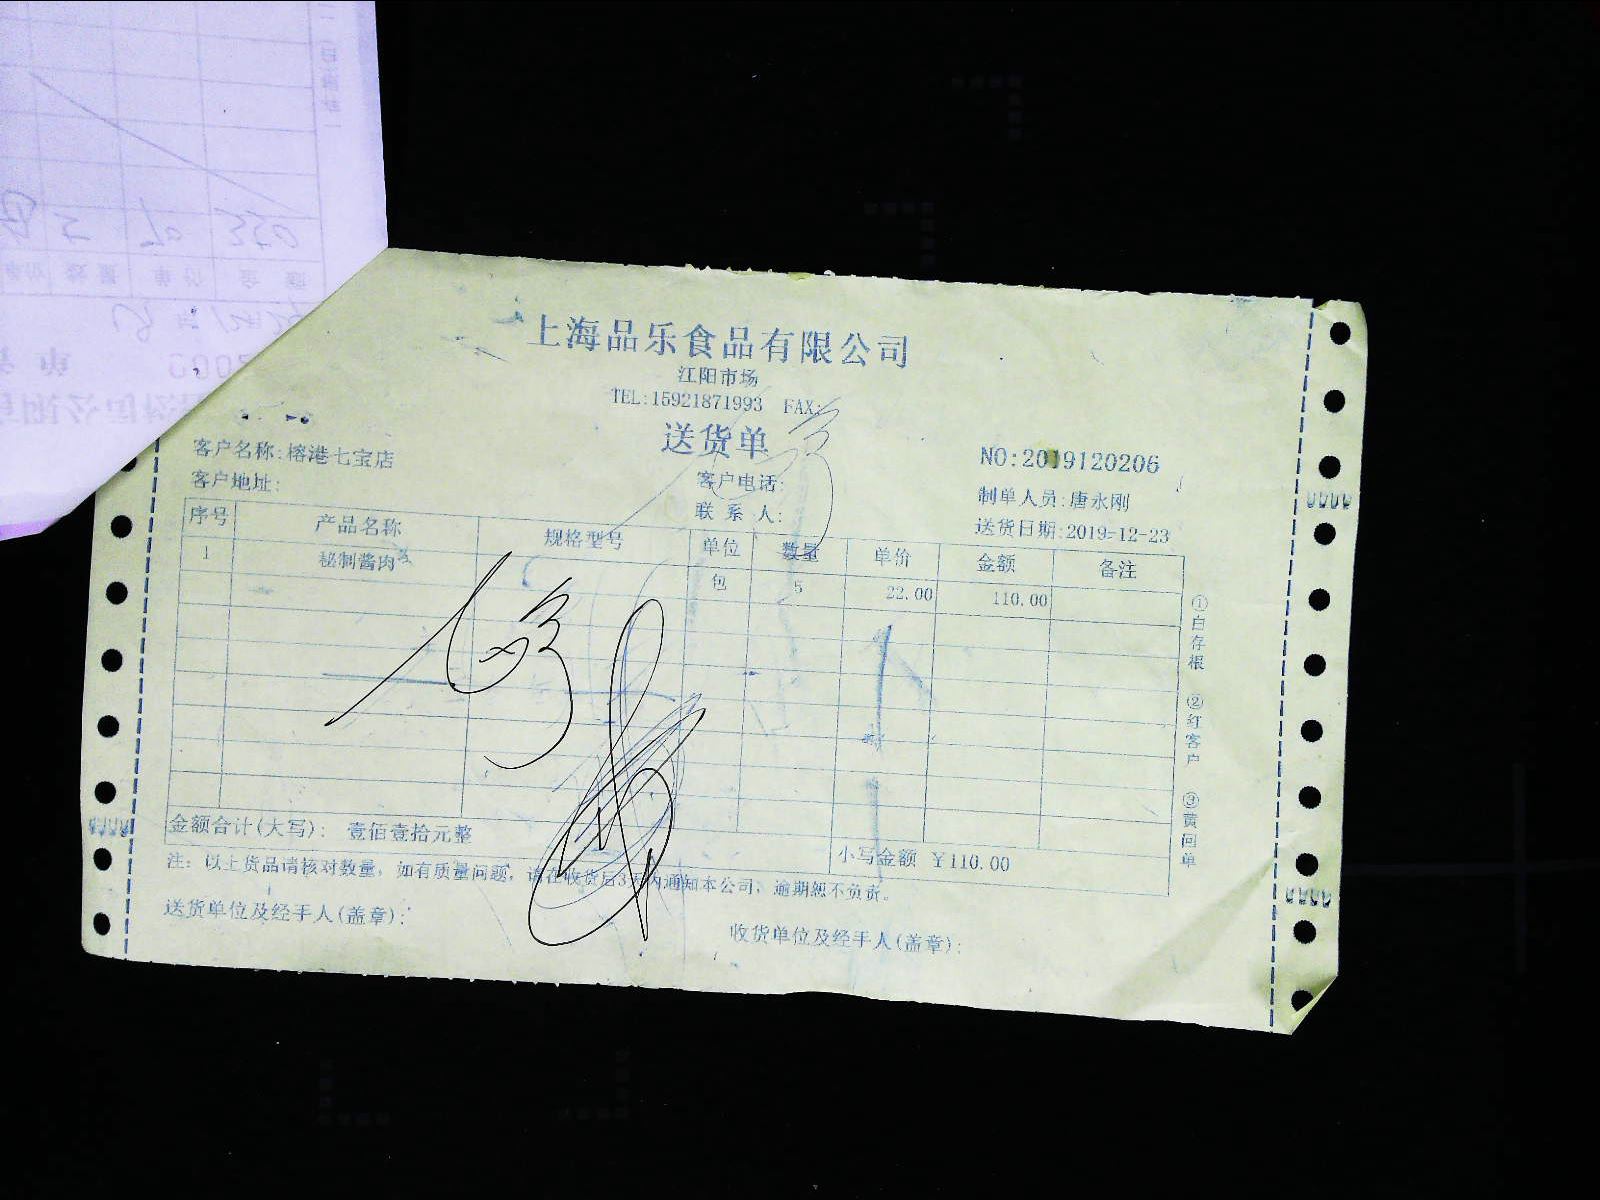 上海品乐食品有限公司
江阳市场
TEL:15921871993 FAX:
送货单
NO:2019120206
客户名称:榕港七宝店
客户地址:
客户电话:
联系人:
制单人员:唐永刚
送货日期:2019-12-23
序号 产品名称 规格型号 单位 数量 单价 金额 备注
1 秘制酱肉 包 5 22.00 110.00
金额合计(大写): 壹佰壹拾元整
小写金额 ¥110.00
注: 以上货品请核对数量, 如有质量问题, 请在收货后3天内通知本公司, 逾期恕不负责。
送货单位及经手人(盖章):
收货单位及经手人(盖章):
①白存根 ②红客户 ③黄回单